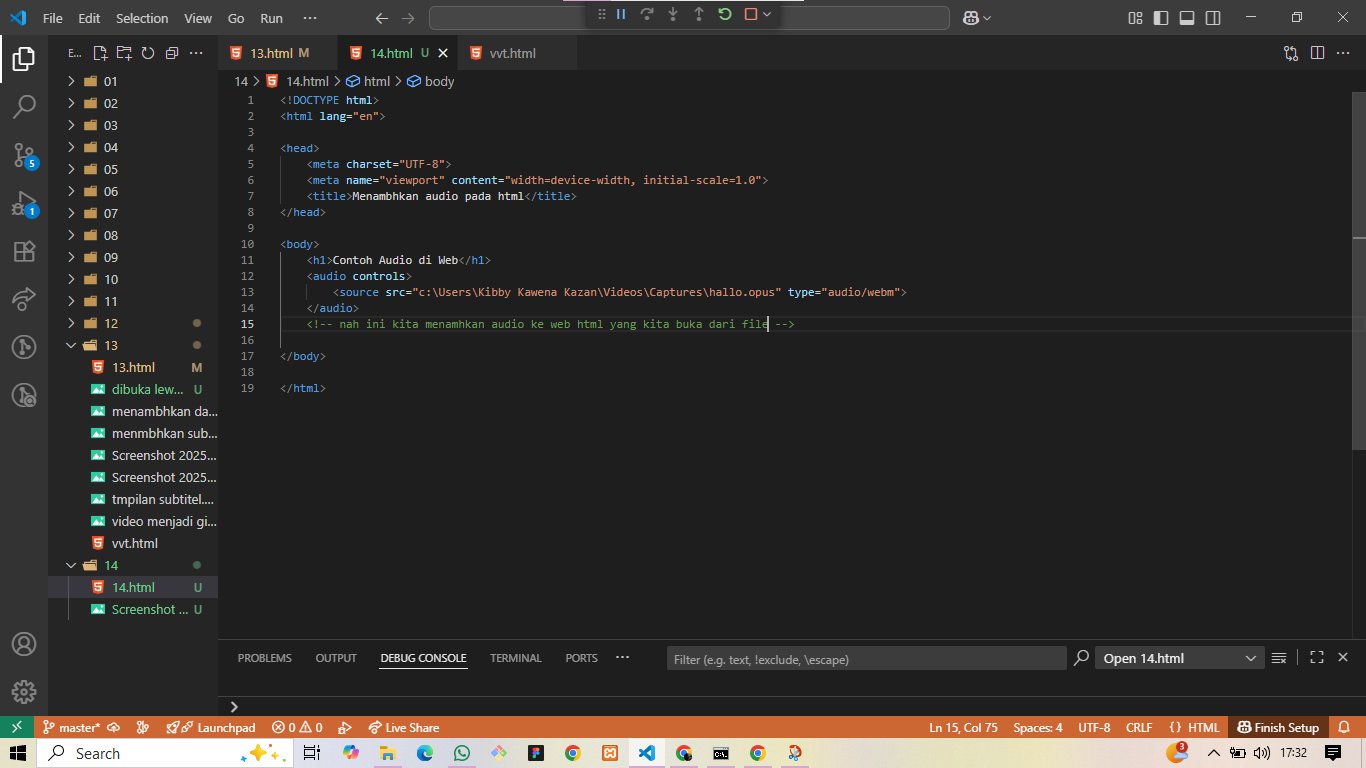 File Edit Selection View Go Run ···
E... ···
13.html M 14.html U vvt.html
14 > 14.html > html > body
01
02
03
04
05
06
07
08
09
10
11
12
13
13.html M
dibuka lew... U
menambhkan da...
menmbhkan sub...
Screenshot 2025...
Screenshot 2025...
tmpilan subtitel....
video menjadi gi...
vvt.html
14
14.html U
Screenshot ... U
5
1
1 <!DOCTYPE html>
2 <html lang="en">
3
4 <head>
5 <meta charset="UTF-8">
6 <meta name="viewport" content="width=device-width, initial-scale=1.0">
7 <title>Menambhkan audio pada html</title>
8 </head>
9
10 <body>
11 <h1>Contoh Audio di Web</h1>
12 <audio controls>
13 <source src="c:\Users\Kibby Kawena Kazan\Videos\Captures\hallo.opus" type="audio/webm">
14 </audio>
15 <!-- nah ini kita menamhkan audio ke web html yang kita buka dari file -->
16
17 </body>
18
19 </html>
PROBLEMS OUTPUT DEBUG CONSOLE TERMINAL PORTS ··· Filter (e.g. text, !exclude, \escape) Open 14.html
master* Launchpad 0 0 Live Share Ln 15, Col 75 Spaces: 4 UTF-8 CRLF {} HTML Finish Setup
Search 3 17:32